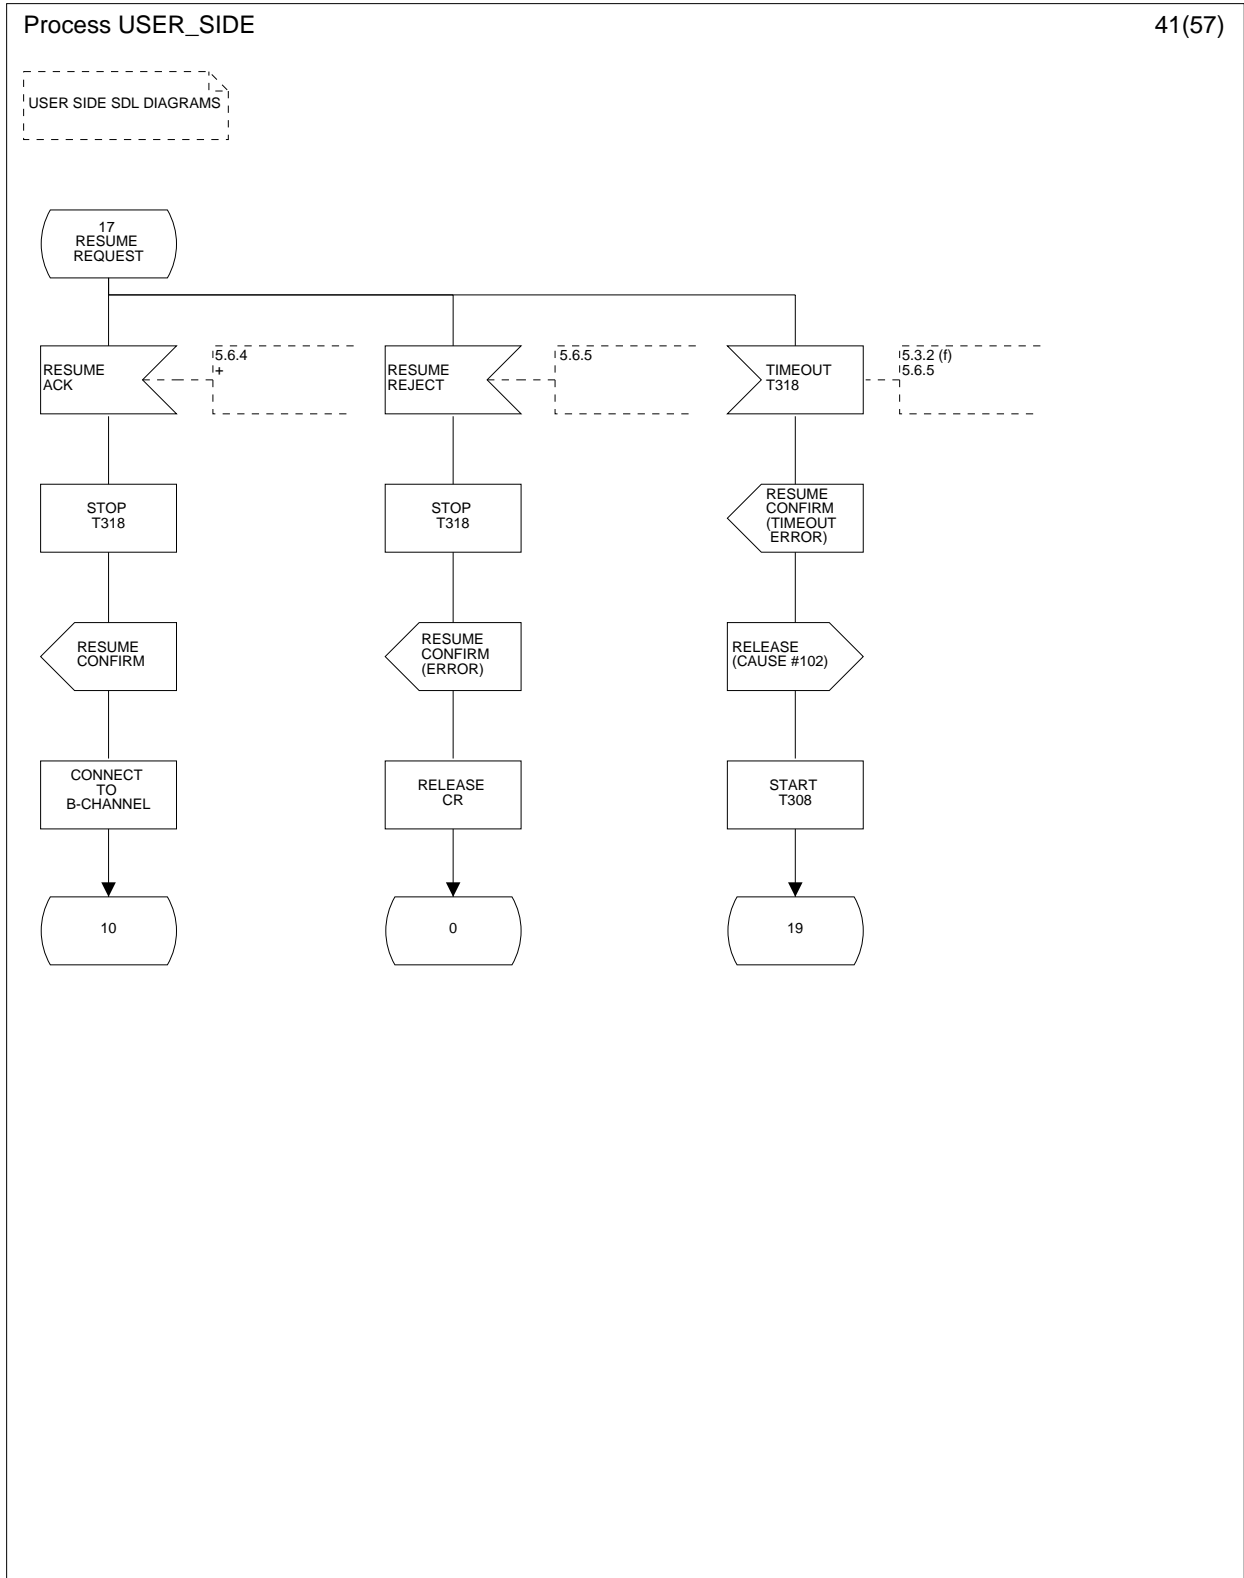 Process USER_SIDE
41(57)
USER SIDE SDL DIAGRAMS
17
RESUME
REQUEST
RESUME
ACK
5.6.4
+
RESUME
REJECT
5.6.5
TIMEOUT
T318
5.3.2 (f)
5.6.5
STOP
T318
STOP
T318
RESUME
CONFIRM
(TIMEOUT
ERROR)
RESUME
CONFIRM
RESUME
CONFIRM
(ERROR)
RELEASE
(CAUSE #102)
CONNECT
TO
B-CHANNEL
RELEASE
CR
START
T308
10
0
19